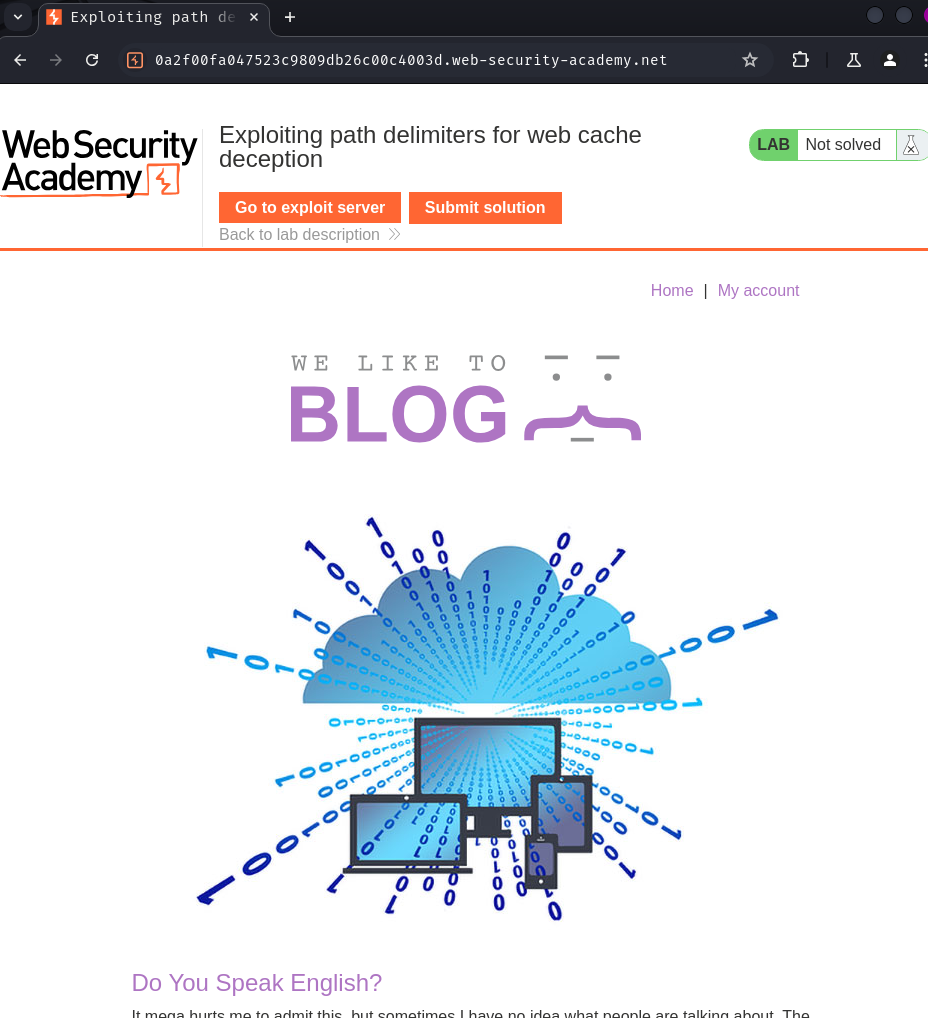 Exploiting path de
0a2f00fa047523c9809db26c00c4003d.web-security-academy.net
Web Security
Academy
Exploiting path delimiters for web cache
deception
LAB Not solved
Go to exploit server Submit solution
Back to lab description
Home | My account
WE LIKE TO
BLOG
Do You Speak English?
It mega hurts me to admit this, but sometimes I have no idea what people are talking about. The